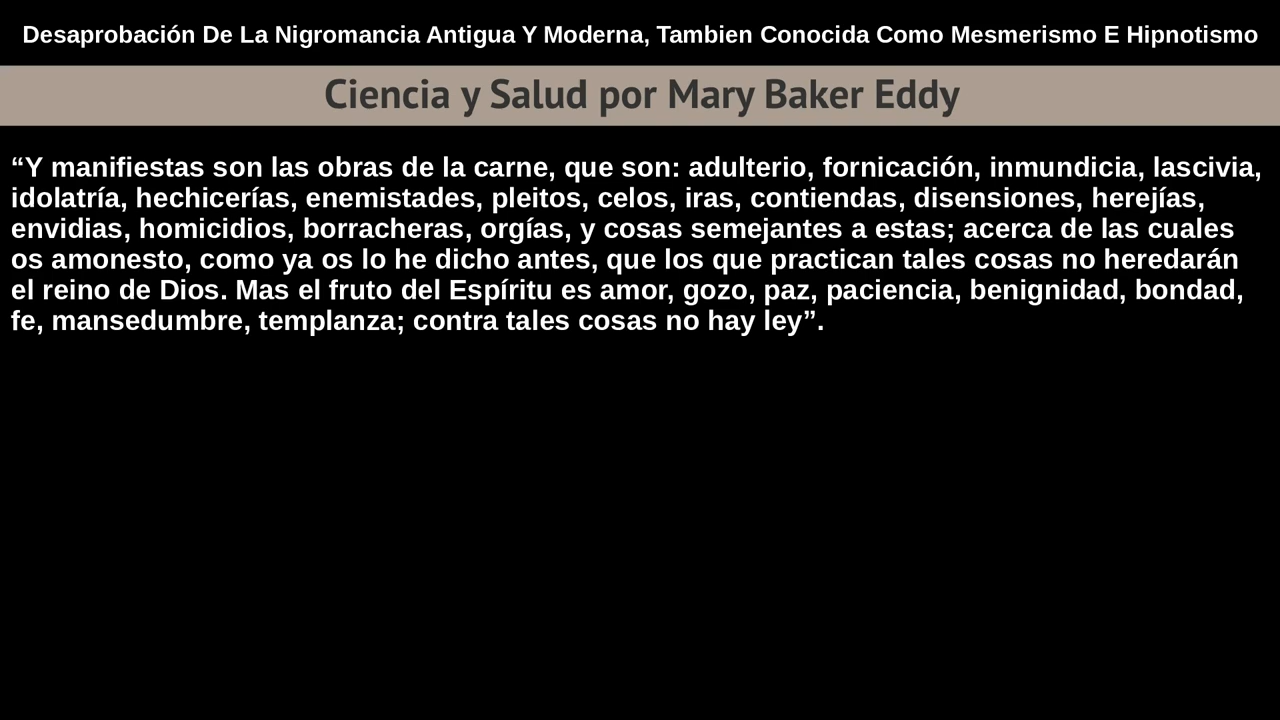 Desaprobación De La Nigromancia Antigua Y Moderna, Tambien Conocida Como Mesmerismo E Hipnotismo
Ciencia y Salud por Mary Baker Eddy
“Y manifiestas son las obras de la carne, que son: adulterio, fornicación, inmundicia, lascivia,
idolatría, hechicerías, enemistades, pleitos, celos, iras, contiendas, disensiones, herejías,
envidias, homicidios, borracheras, orgías, y cosas semejantes a estas; acerca de las cuales
os amonesto, como ya os lo he dicho antes, que los que practican tales cosas no heredarán
el reino de Dios. Mas el fruto del Espíritu es amor, gozo, paz, paciencia, benignidad, bondad,
fe, mansedumbre, templanza; contra tales cosas no hay ley”.